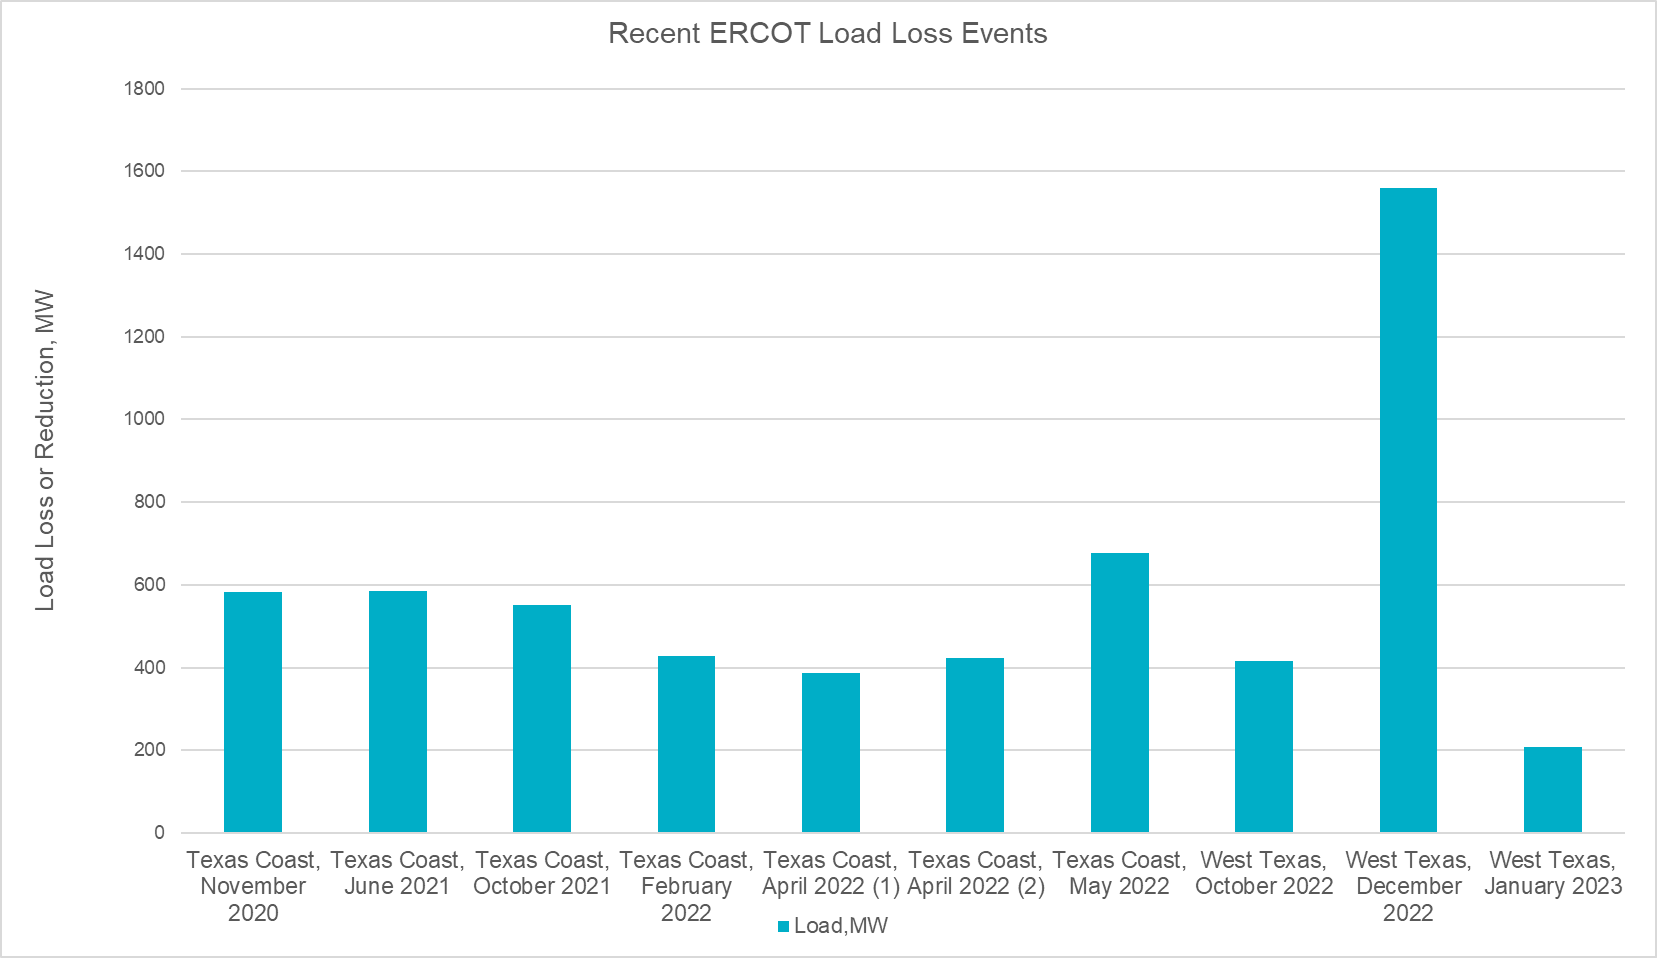 Recent ERCOT Load Loss Events
Load Loss or Reduction, MW
1800
1600
1400
1200
1000
800
600
400
200
0
Texas Coast,
November
2020
Texas Coast,
June 2021
Texas Coast,
October 2021
Texas Coast,
February
2022
Texas Coast,
April 2022 (1)
Texas Coast,
April 2022 (2)
Texas Coast,
May 2022
West Texas,
October 2022
West Texas,
December
2022
West Texas,
January 2023
Load,MW